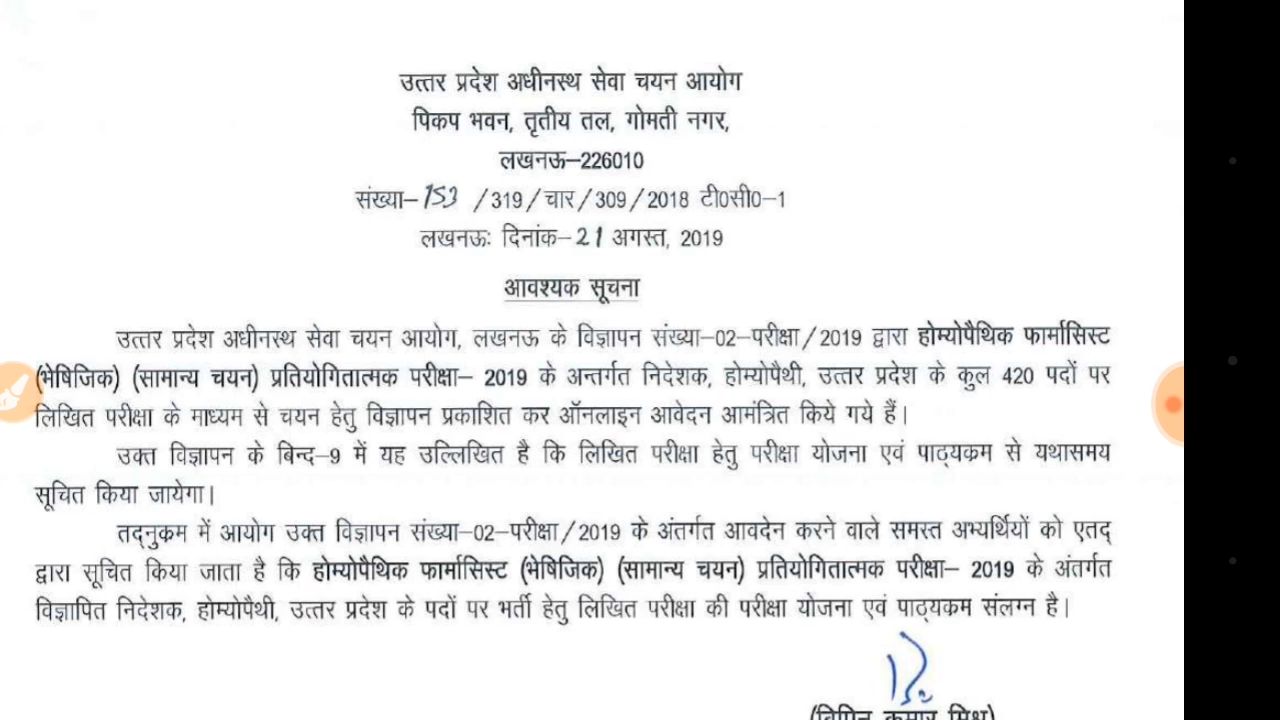 उत्तर प्रदेश अधीनस्थ सेवा चयन आयोग
पिकप भवन, तृतीय तल, गोमती नगर,
लखनऊ–226010
संख्या–153 /319/चार/309/2018 टी0सी0–1
लखनऊः दिनांक–21 अगस्त, 2019
आवश्यक सूचना
उत्तर प्रदेश अधीनस्थ सेवा चयन आयोग, लखनऊ के विज्ञापन संख्या–02–परीक्षा/2019 द्वारा होम्योपैथिक फार्मासिस्ट
(भेषिजिक) (सामान्य चयन) प्रतियोगितात्मक परीक्षा– 2019 के अन्तर्गत निदेशक, होम्योपैथी, उत्तर प्रदेश के कुल 420 पदों पर
लिखित परीक्षा के माध्यम से चयन हेतु विज्ञापन प्रकाशित कर ऑनलाइन आवेदन आमंत्रित किये गये हैं।
उक्त विज्ञापन के बिन्द–9 में यह उल्लिखित है कि लिखित परीक्षा हेतु परीक्षा योजना एवं पाठ्यक्रम से यथासमय
सूचित किया जायेगा।
तद्नुक्रम में आयोग उक्त विज्ञापन संख्या–02–परीक्षा/2019 के अंतर्गत आवदेन करने वाले समस्त अभ्यर्थियों को एतद्
द्वारा सूचित किया जाता है कि होम्योपैथिक फार्मासिस्ट (भेषिजिक) (सामान्य चयन) प्रतियोगितात्मक परीक्षा– 2019 के अंतर्गत
विज्ञापित निदेशक, होम्योपैथी, उत्तर प्रदेश के पदों पर भर्ती हेतु लिखित परीक्षा की परीक्षा योजना एवं पाठ्यक्रम संलग्न है।
(विपिन कुमार मिश्र)